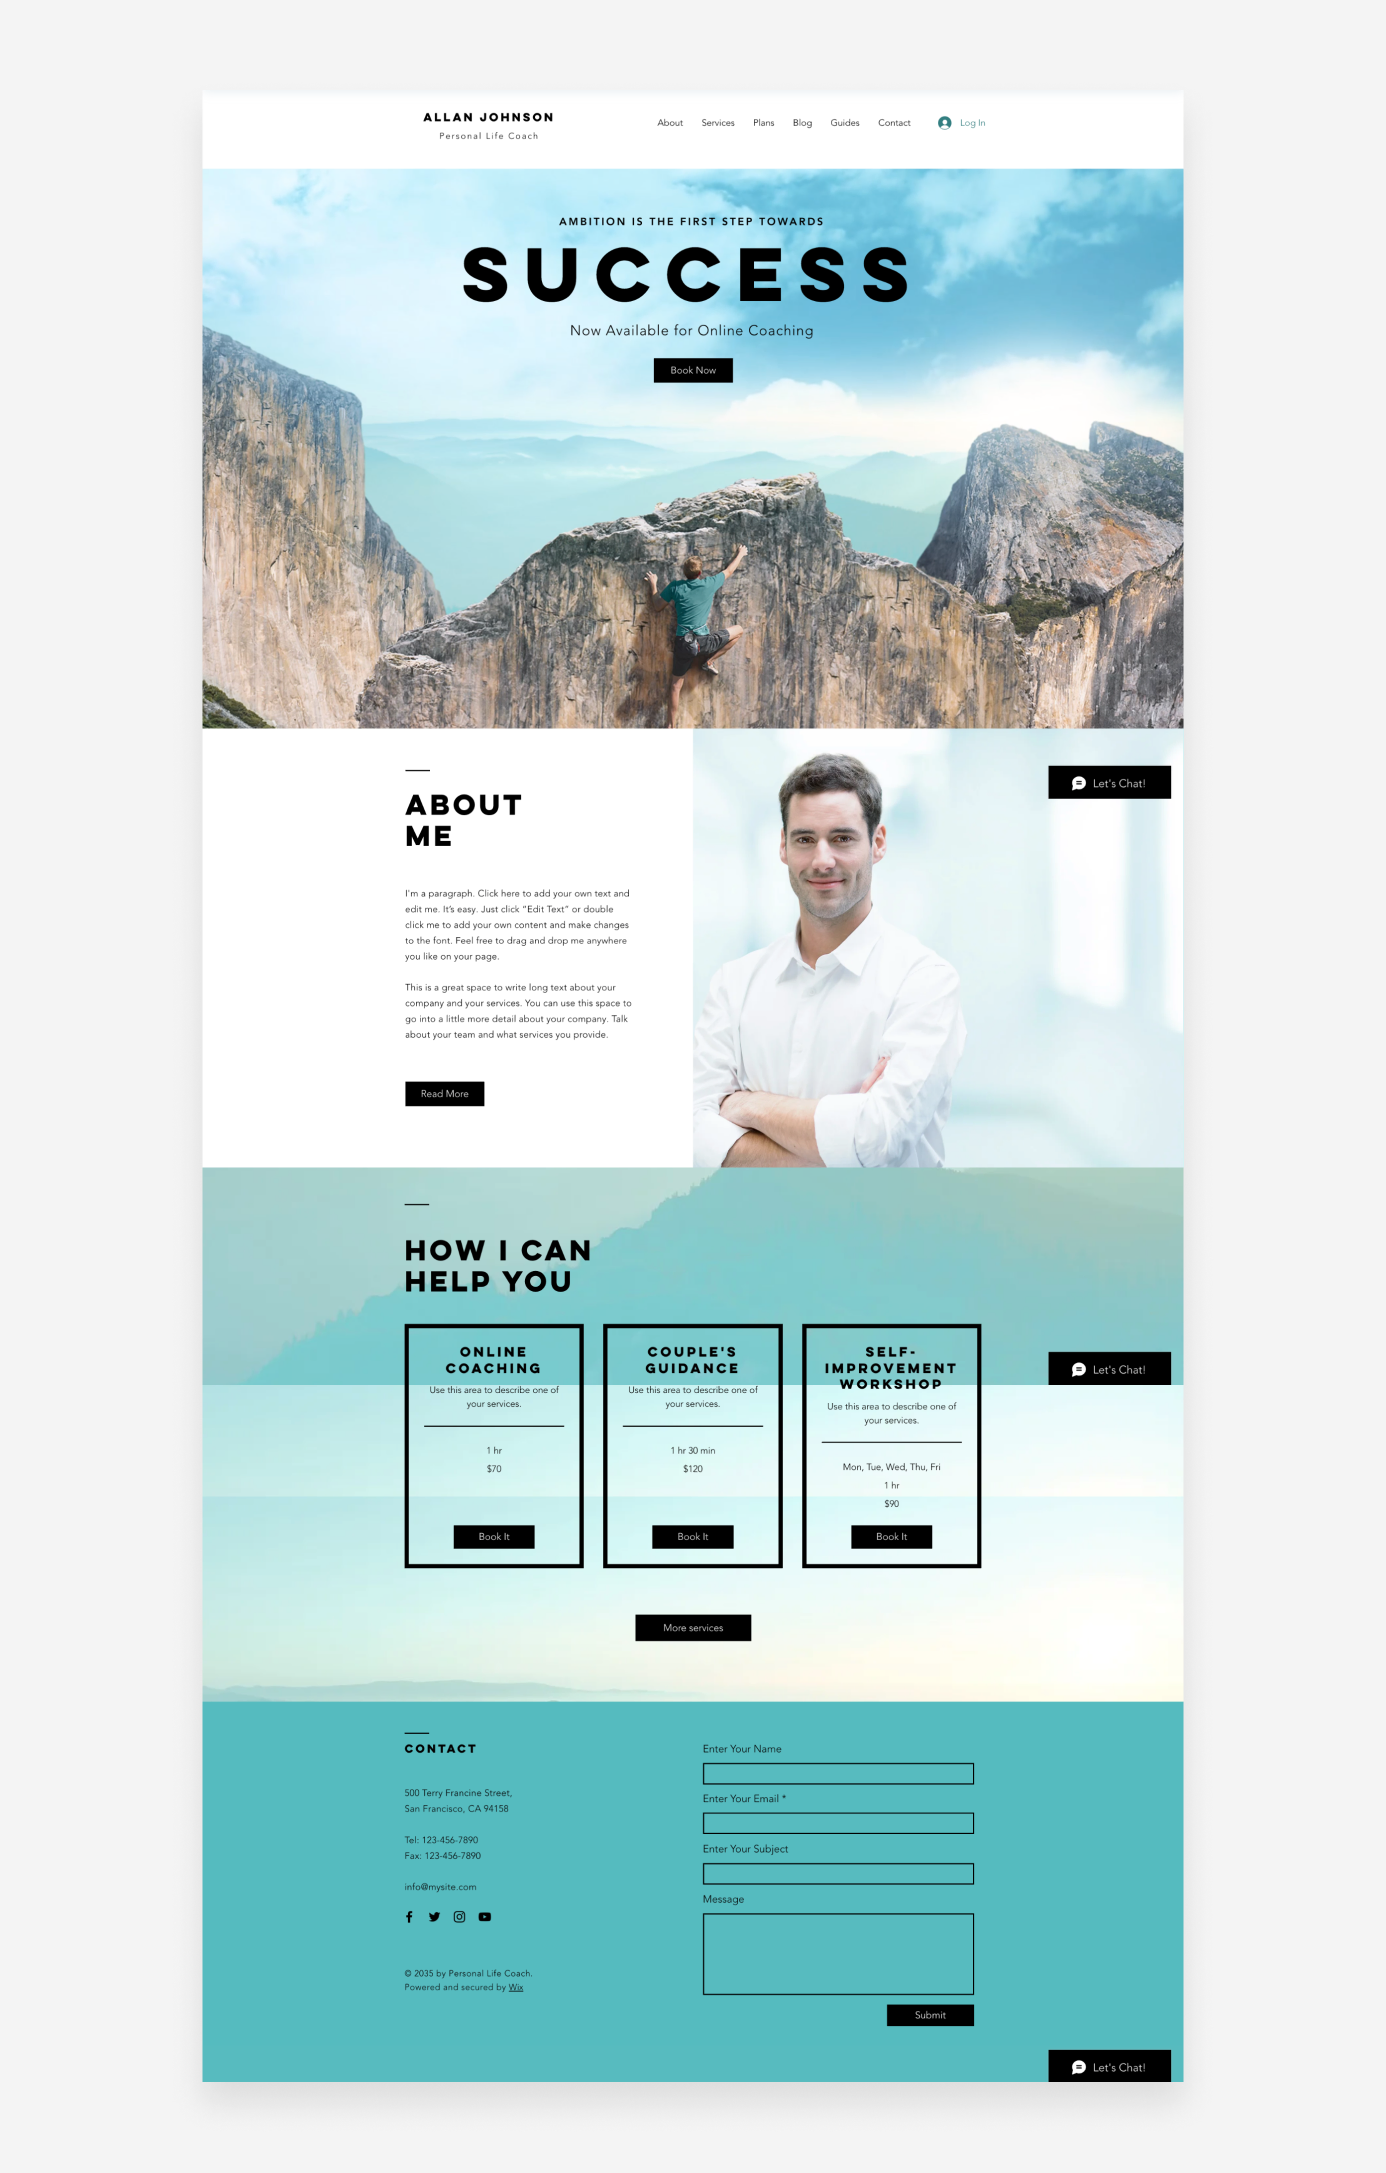 ALLAN JOHNSON
Personal Life Coach
About Services Plans Blog Guides Contact Log In
AMBITION IS THE FIRST STEP TOWARDS
SUCCESS
Now Available for Online Coaching
Book Now
Let's Chat!
ABOUT
ME
I'm a paragraph. Click here to add your own text and
edit me. It's easy. Just click "Edit Text" or double
click me to add your own content and make changes
to the font. Feel free to drag and drop me anywhere
you like on your page.
This is a great space to write long text about your
company and your services. You can use this space to
go into a little more detail about your company. Talk
about your team and what services you provide.
Read More
HOW I CAN
HELP YOU
ONLINE
COACHING
Use this area to describe one of
your services.
1 hr
$70
Book It
COUPLE'S
GUIDANCE
Use this area to describe one of
your services.
1 hr 30 min
$120
Book It
SELF-
IMPROVEMENT
WORKSHOP
Use this area to describe one of
your services.
Mon, Tue, Wed, Thu, Fri
1 hr
$90
Book It
Let's Chat!
More services
CONTACT
500 Terry Francine Street,
San Francisco, CA 94158
Tel: 123-456-7890
Fax: 123-456-7890
info@mysite.com
© 2035 by Personal Life Coach.
Powered and secured by Wix
Enter Your Name
Enter Your Email *
Enter Your Subject
Message
Submit
Let's Chat!